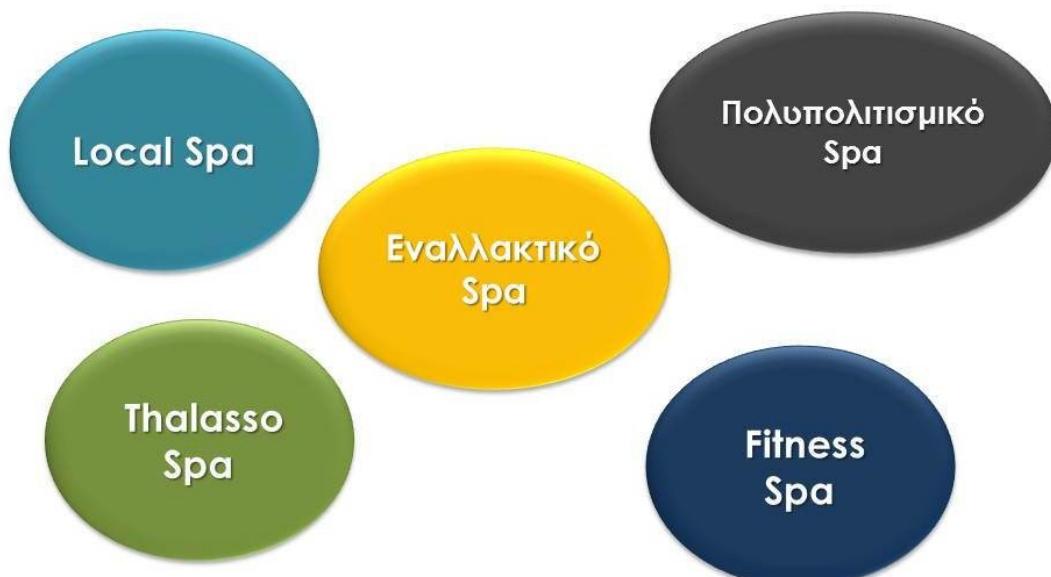 Local Spa
Πολυπολιτισμικό
Spa
Εναλλακτικό
Spa
Thalasso
Spa
Fitness
Spa